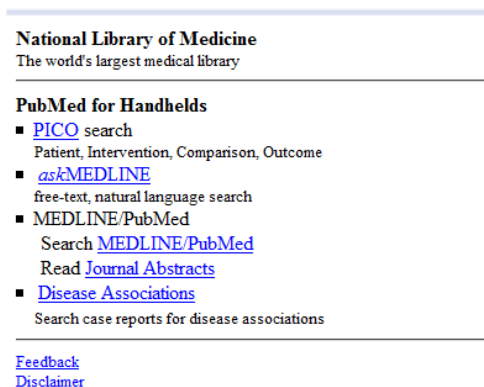 National Library of Medicine
The world's largest medical library
PubMed for Handhelds
PICO search
Patient, Intervention, Comparison, Outcome
askMEDLINE
free-text, natural language search
MEDLINE/PubMed
Search MEDLINE/PubMed
Read Journal Abstracts
Disease Associations
Search case reports for disease associations
Feedback
Disclaimer